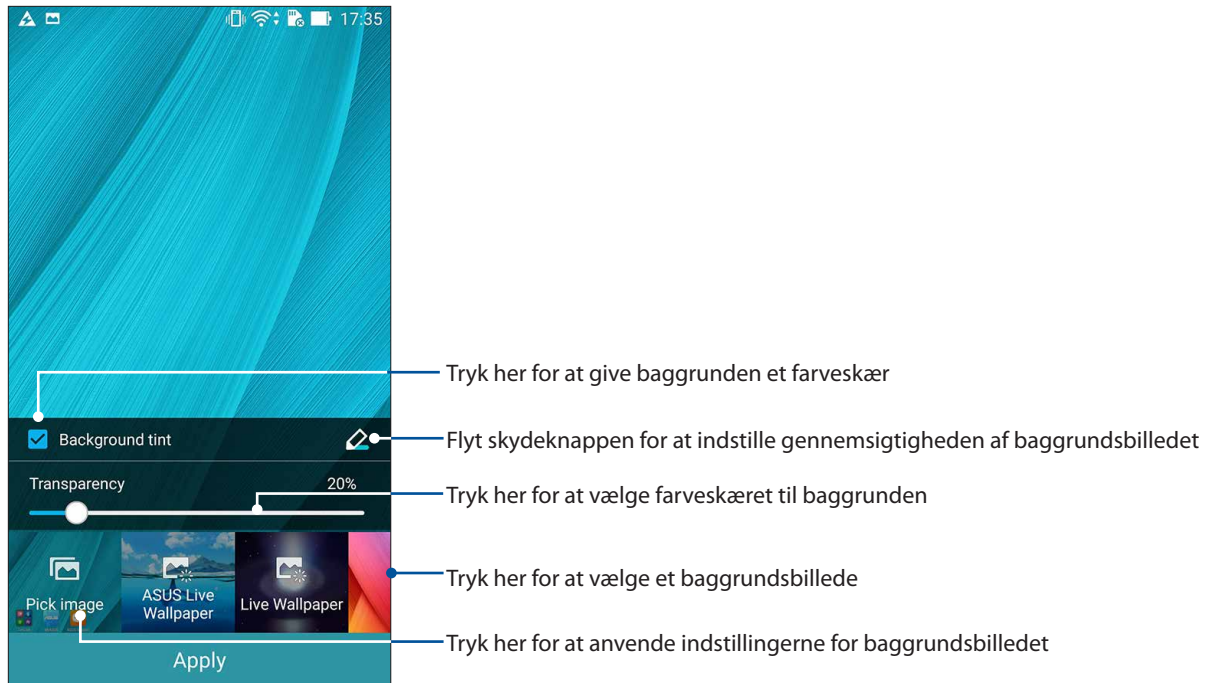 17:35
Tryk her for at give baggrunden et farveskær
Background tint
Flyt skydeknappen for at indstille gennemsigtigheden af baggrundsbilledet
Transparency 20%
Tryk her for at vælge farveskæret til baggrunden
Pick image
ASUS Live
Wallpaper
Live Wallpaper
Tryk her for at vælge et baggrundsbillede
Tryk her for at anvende indstillingerne for baggrundsbilledet
Apply